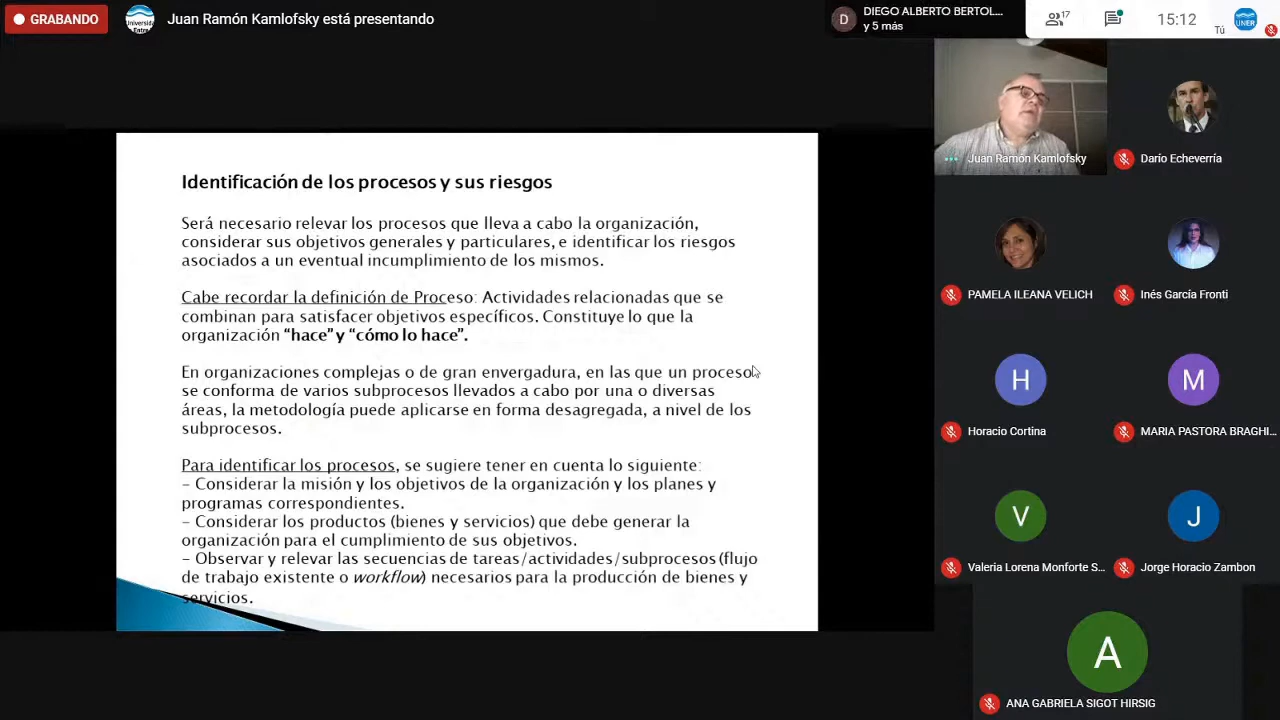 GRABANDO
Universida
Entre
Juan Ramón Kamlofsky está presentando
D
DIEGO ALBERTO BERTOL...
y 5 más
17
15:12
Tú
UNER
Identificación de los procesos y sus riesgos
Será necesario relevar los procesos que lleva a cabo la organización,
considerar sus objetivos generales y particulares, e identificar los riesgos
asociados a un eventual incumplimiento de los mismos.
Cabe recordar la definición de Proceso: Actividades relacionadas que se
combinan para satisfacer objetivos específicos. Constituye lo que la
organización “hace” y “cómo lo hace”.
En organizaciones complejas o de gran envergadura, en las que un proceso
se conforma de varios subprocesos llevados a cabo por una o diversas
áreas, la metodología puede aplicarse en forma desagregada, a nivel de los
subprocesos.
Para identificar los procesos, se sugiere tener en cuenta lo siguiente:
- Considerar la misión y los objetivos de la organización y los planes y
programas correspondientes.
- Considerar los productos (bienes y servicios) que debe generar la
organización para el cumplimiento de sus objetivos.
- Observar y relevar las secuencias de tareas/actividades/subprocesos (flujo
de trabajo existente o workflow) necesarios para la producción de bienes y
servicios.
Juan Ramón Kamlofsky
Darío Echeverría
PAMELA ILEANA VELICH
Inés García Fronti
H
Horacio Cortina
M
MARIA PASTORA BRAGHI...
V
Valeria Lorena Monforte S...
J
Jorge Horacio Zambon
A
ANA GABRIELA SIGOT HIRSIG